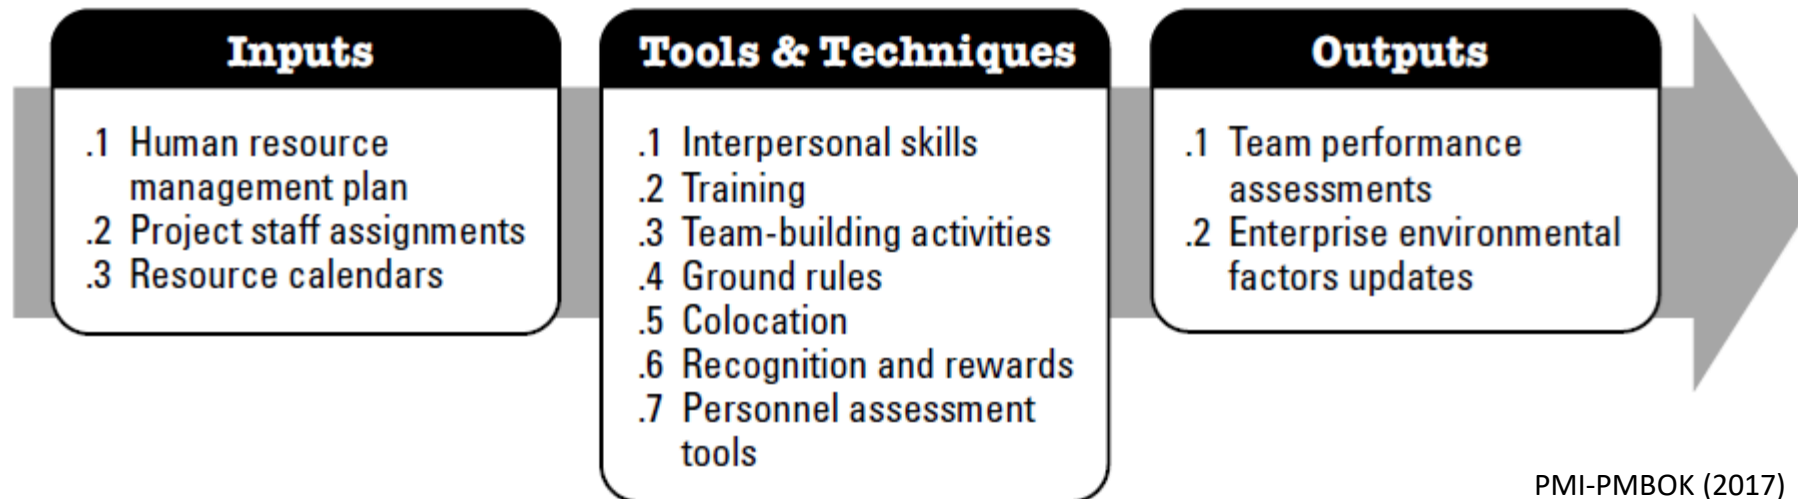 Inputs
.1 Human resource
management plan
.2 Project staff assignments
.3 Resource calendars
Tools & Techniques
.1 Interpersonal skills
.2 Training
.3 Team-building activities
.4 Ground rules
.5 Colocation
.6 Recognition and rewards
.7 Personnel assessment
tools
Outputs
.1 Team performance
assessments
.2 Enterprise environmental
factors updates
PMI-PMBOK (2017)